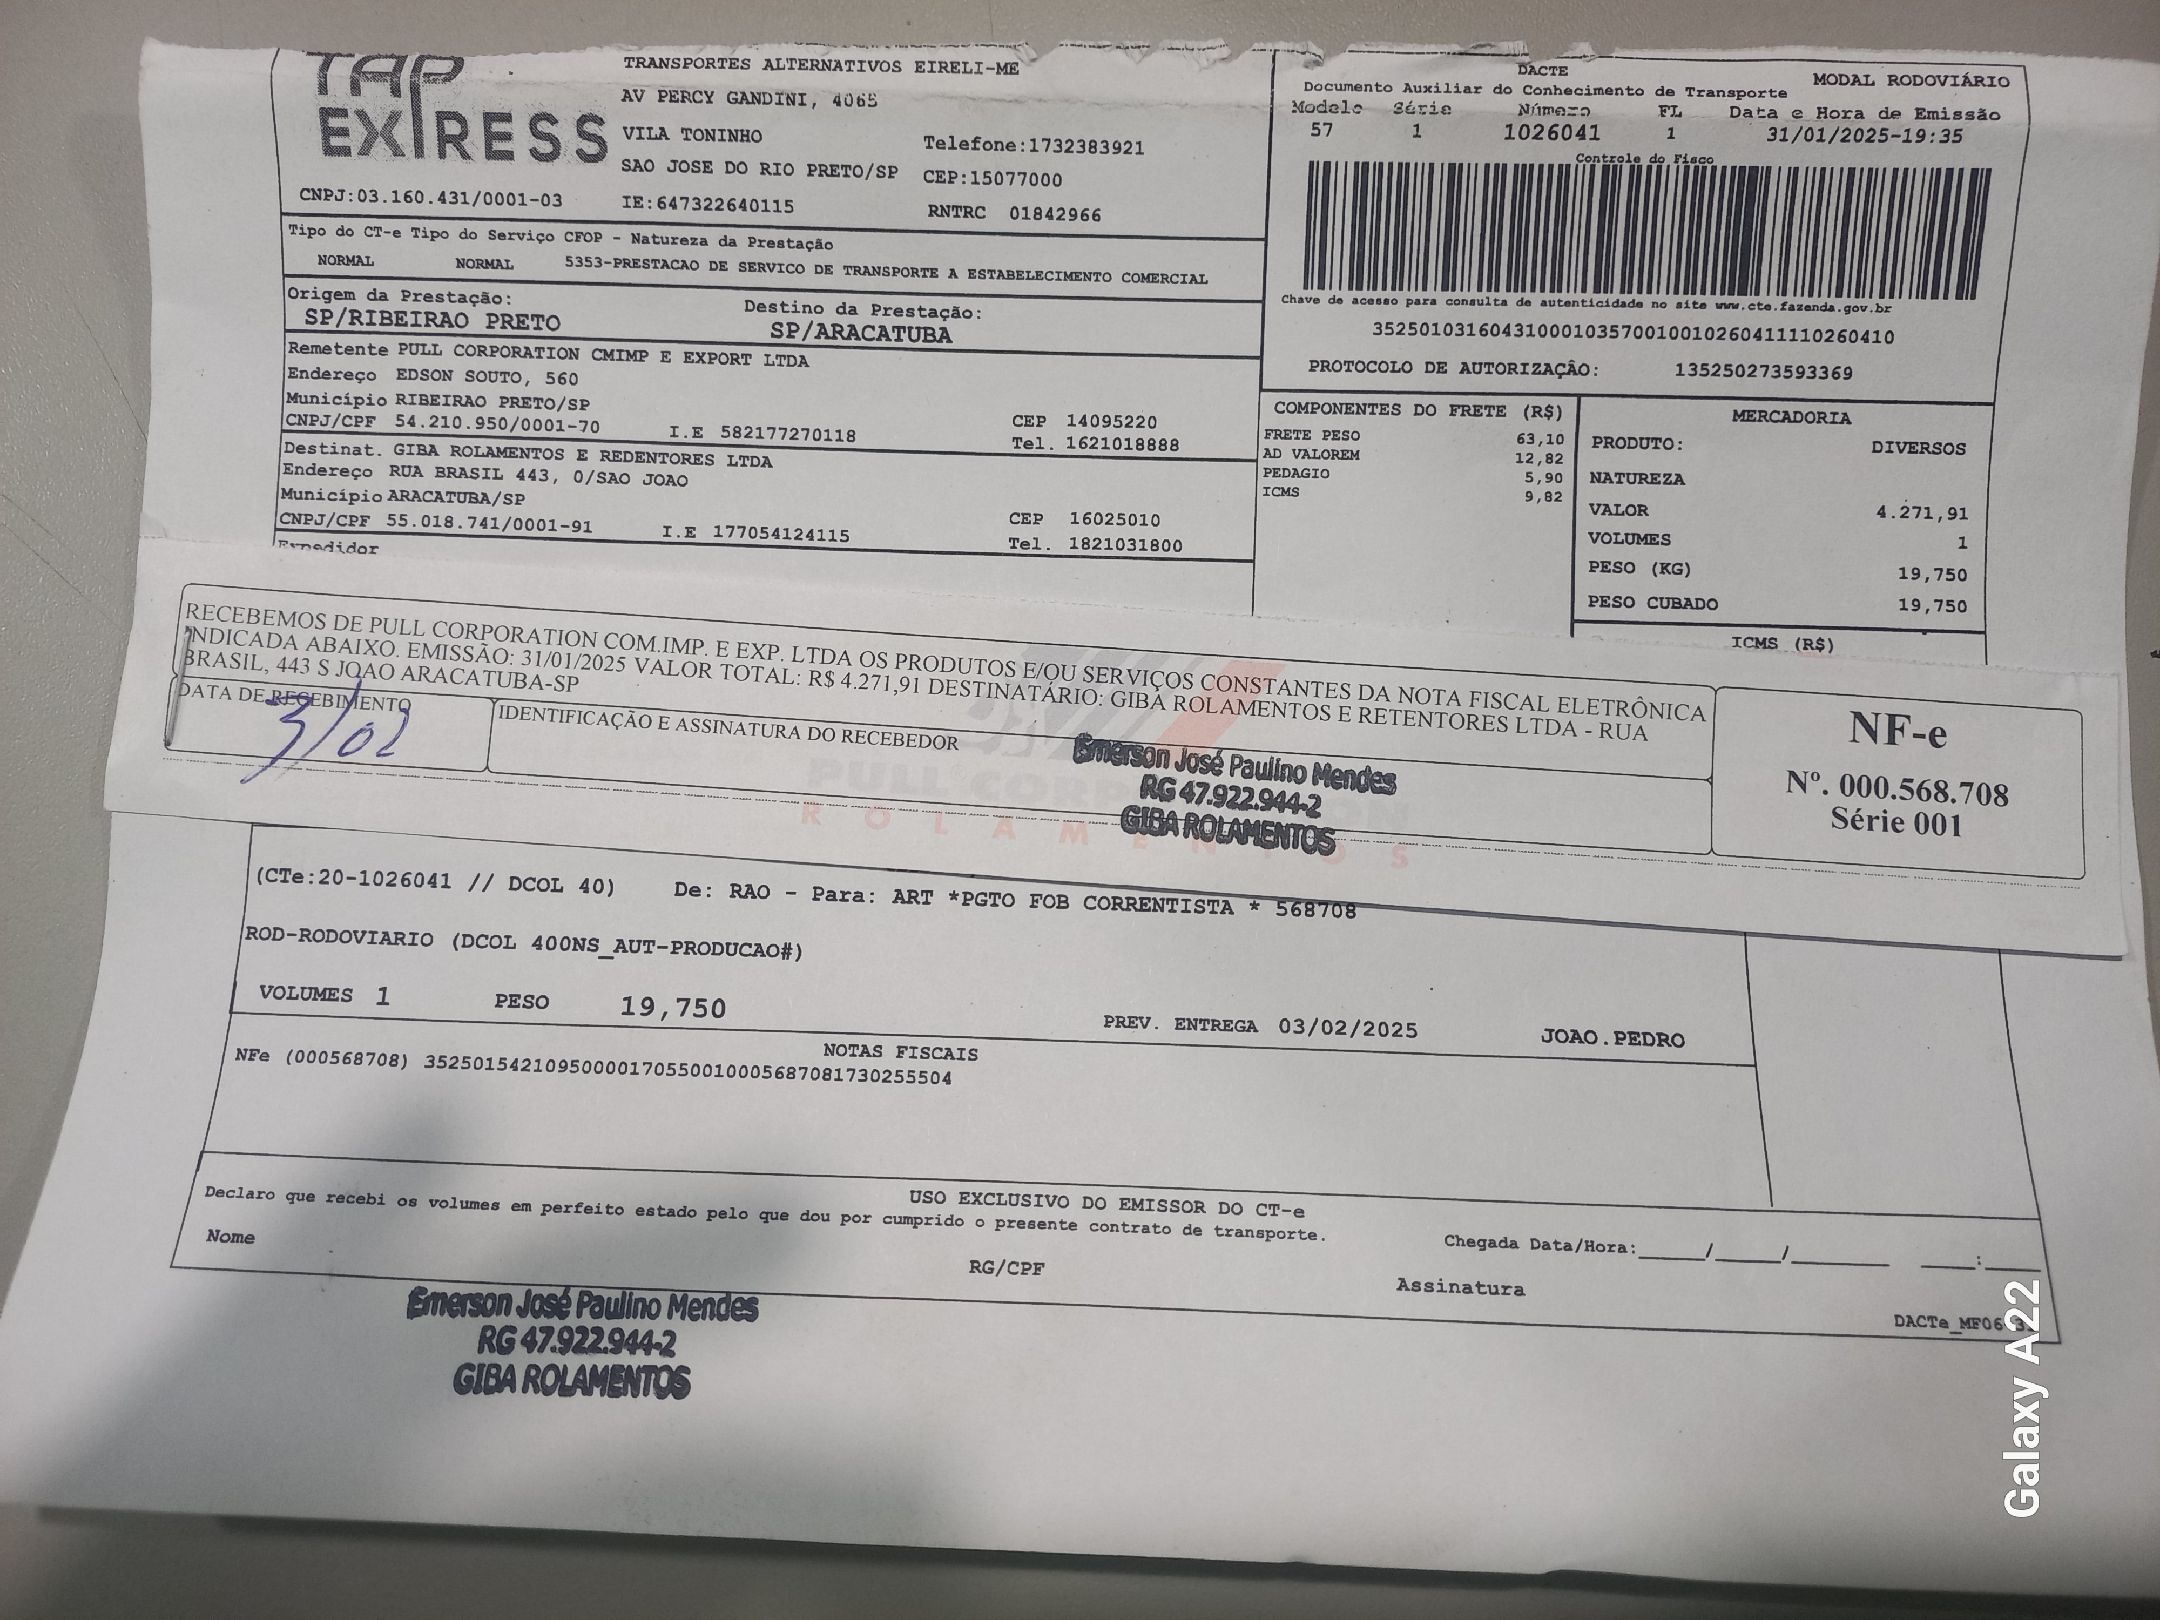 TAP
EXPRESS
TRANSPORTES ALTERNATIVOS EIRELI-ME
AV PERCY GANDINI, 4065
VILA TONINHO
Telefone:1732383921
SAO JOSE DO RIO PRETO/SP CEP:15077000
CNPJ:03.160.431/0001-03 IE:647322640115 RNTRC 01842966
DACTE MODAL RODOVIÁRIO
Documento Auxiliar do Conhecimento de Transporte
Modelo Série Número FL Data e Hora de Emissão
57 1 1026041 1 31/01/2025-19:35
Controle do Fisco
Chave de acesso para consulta de autenticidade no site www.cte.fazenda.gov.br
35250103160431000103570010010260411110260410
PROTOCOLO DE AUTORIZAÇÃO: 135250273593369
Tipo do CT-e Tipo do Serviço CFOP - Natureza da Prestação
NORMAL NORMAL 5353-PRESTACAO DE SERVICO DE TRANSPORTE A ESTABELECIMENTO COMERCIAL
Origem da Prestação: Destino da Prestação:
SP/RIBEIRAO PRETO SP/ARACATUBA
Remetente PULL CORPORATION CMIMP E EXPORT LTDA
Endereço EDSON SOUTO, 560
Município RIBEIRAO PRETO/SP CEP 14095220
CNPJ/CPF 54.210.950/0001-70 I.E 582177270118 Tel. 1621018888
Destinat. GIBA ROLAMENTOS E REDENTORES LTDA
Endereço RUA BRASIL 443, 0/SAO JOAO
Município ARACATUBA/SP CEP 16025010
CNPJ/CPF 55.018.741/0001-91 I.E 177054124115 Tel. 1821031800
Expedidor
COMPONENTES DO FRETE (R$)
FRETE PESO 63,10
AD VALOREM 12,82
PEDAGIO 5,90
ICMS 9,82
MERCADORIA
PRODUTO: DIVERSOS
NATUREZA
VALOR 4.271,91
VOLUMES 1
PESO (KG) 19,750
PESO CUBADO 19,750
ICMS (R$)
RECEBEMOS DE PULL CORPORATION COM.IMP. E EXP. LTDA OS PRODUTOS E/OU SERVIÇOS CONSTANTES DA NOTA FISCAL ELETRÔNICA
INDICADA ABAIXO. EMISSÃO: 31/01/2025 VALOR TOTAL: R$ 4.271,91 DESTINATÁRIO: GIBA ROLAMENTOS E RETENTORES LTDA - RUA
BRASIL, 443 S JOAO ARACATUBA-SP
DATA DE RECEBIMENTO
3/02
IDENTIFICAÇÃO E ASSINATURA DO RECEBEDOR
PULL CORPORATION
ROLAMENTOS
Emerson José Paulino Mendes
RG 47.922.944-2
GIBA ROLAMENTOS
NF-e
Nº. 000.568.708
Série 001
(CTe:20-1026041 // DCOL 40) De: RAO - Para: ART *PGTO FOB CORRENTISTA * 568708
ROD-RODOVIARIO (DCOL 400NS_AUT-PRODUCAO#)
VOLUMES 1 PESO 19,750 PREV. ENTREGA 03/02/2025 JOAO.PEDRO
NOTAS FISCAIS
NFe (000568708) 35250154210950000170550010005687081730255504
USO EXCLUSIVO DO EMISSOR DO CT-e
Declaro que recebi os volumes em perfeito estado pelo que dou por cumprido o presente contrato de transporte.
Nome RG/CPF Chegada Data/Hora:____/____/______ ___:___
Assinatura
DACTe_MF06
Emerson José Paulino Mendes
RG 47.922.944-2
GIBA ROLAMENTOS
Galaxy A22